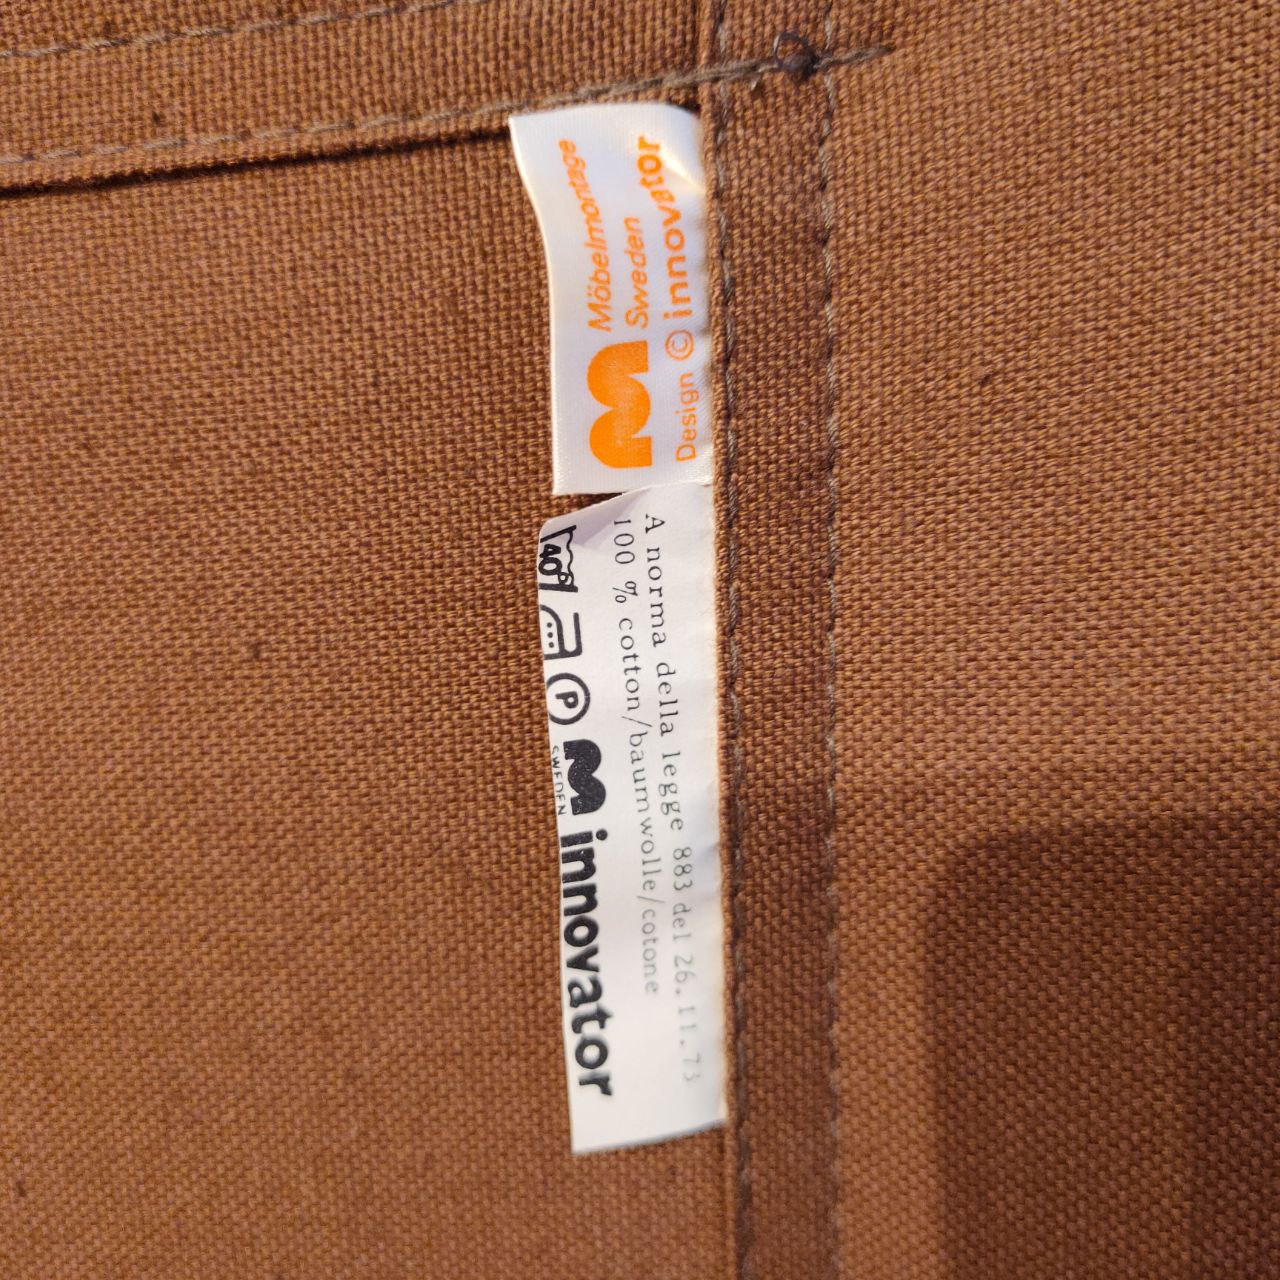 Möbelmontage
Sweden
Design © innovator
40°
P
SWEDEN
innovator
100 % cotton/baumwolle/cotone
A norma della legge 883 del 26.11.73